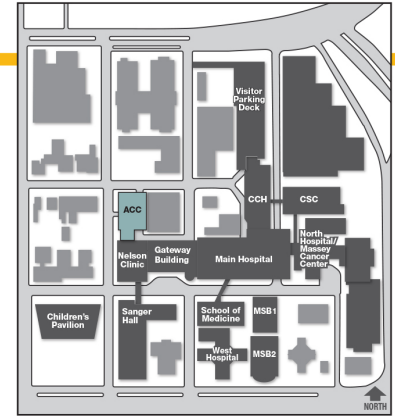 Visitor
Parking
Deck
CCH
CSC
ACC
North
Hospital/
Massey
Cancer
Center
Nelson
Clinic
Gateway
Building
Main Hospital
Children's
Pavilion
Sanger
Hall
School of
Medicine
MSB1
West
Hospital
MSB2
NORTH